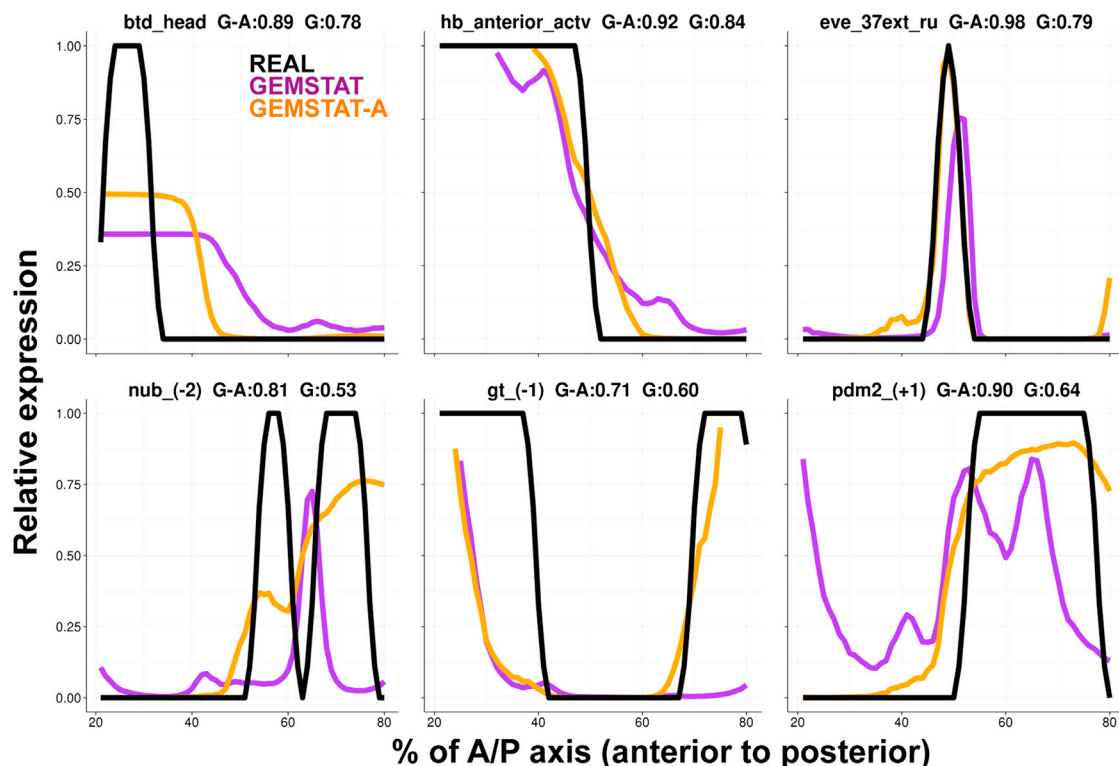 btd_head G-A:0.89 G:0.78
hb_anterior_actv G-A:0.92 G:0.84
eve_37ext_ru G-A:0.98 G:0.79
REAL
GEMSTAT
GEMSTAT-A
1.00
0.75
0.50
0.25
0.00
nub_(-2) G-A:0.81 G:0.53
gt_(-1) G-A:0.71 G:0.60
pdm2_(+1) G-A:0.90 G:0.64
1.00
0.75
0.50
0.25
0.00
20 40 60 80
40 60 80
20 40 60 80
Relative expression
% of A/P axis (anterior to posterior)